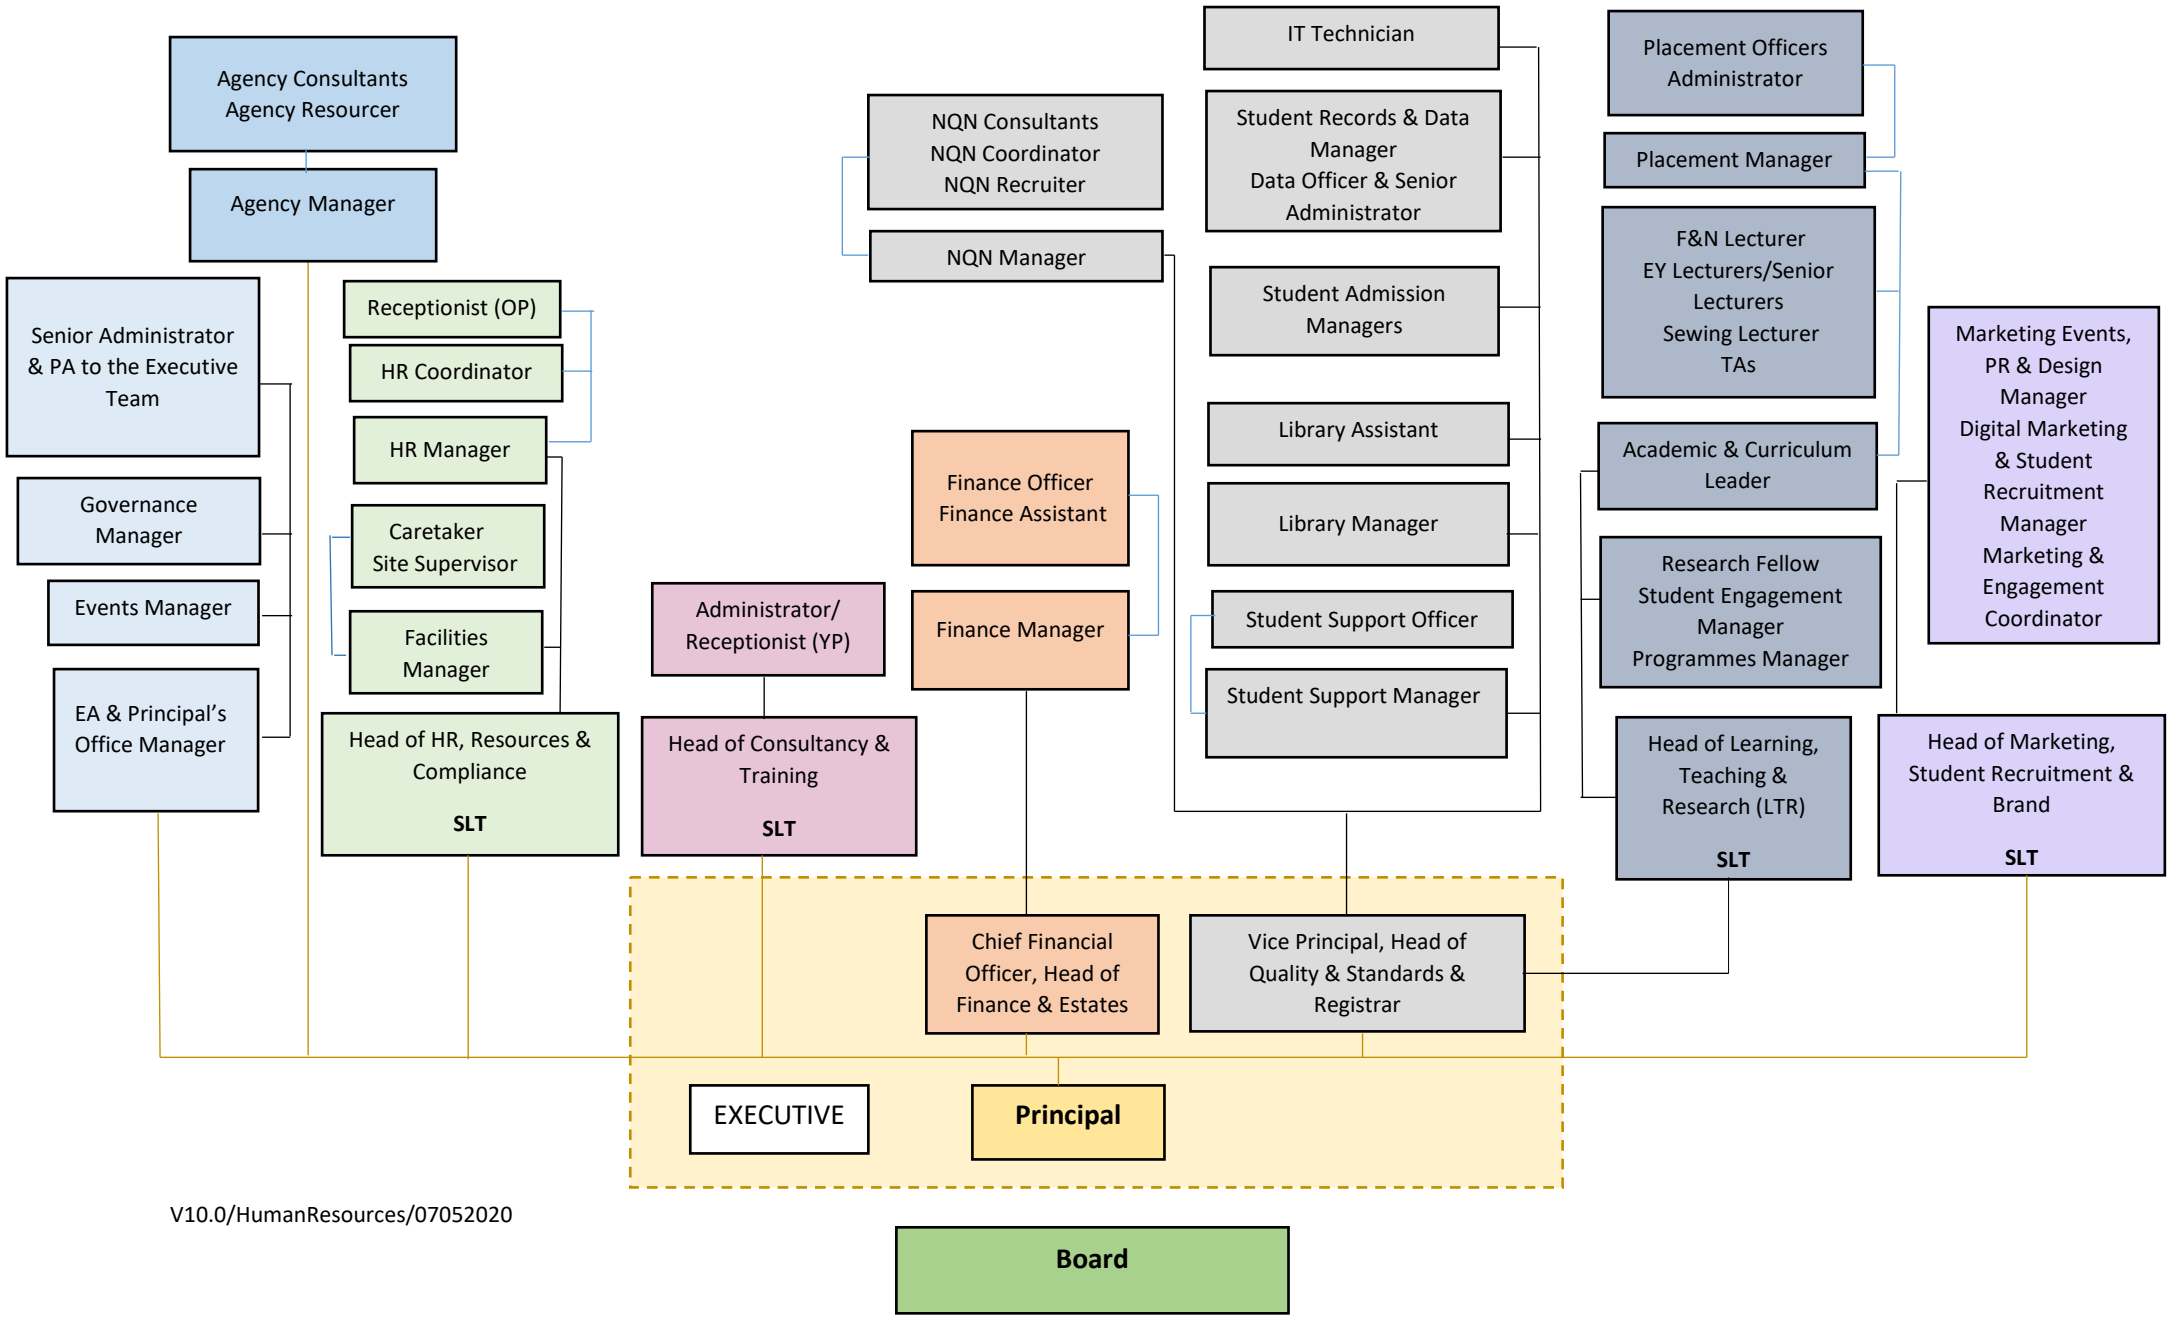 Agency Consultants
Agency Resourcer
Agency Manager
Senior Administrator
& PA to the Executive
Team
Governance
Manager
Events Manager
EA & Principal’s
Office Manager
Receptionist (OP)
HR Coordinator
HR Manager
Caretaker
Site Supervisor
Facilities
Manager
Head of HR, Resources &
Compliance
SLT
Administrator/
Receptionist (YP)
Head of Consultancy &
Training
SLT
NQN Consultants
NQN Coordinator
NQN Recruiter
NQN Manager
Finance Officer
Finance Assistant
Finance Manager
IT Technician
Student Records & Data
Manager
Data Officer & Senior
Administrator
Student Admission
Managers
Library Assistant
Library Manager
Student Support Officer
Student Support Manager
Placement Officers
Administrator
Placement Manager
F&N Lecturer
EY Lecturers/Senior
Lecturers
Sewing Lecturer
TAs
Academic & Curriculum
Leader
Research Fellow
Student Engagement
Manager
Programmes Manager
Head of Learning,
Teaching &
Research (LTR)
SLT
Marketing Events,
PR & Design
Manager
Digital Marketing
& Student
Recruitment
Manager
Marketing &
Engagement
Coordinator
Head of Marketing,
Student Recruitment &
Brand
SLT
Chief Financial
Officer, Head of
Finance & Estates
Vice Principal, Head of
Quality & Standards &
Registrar
EXECUTIVE
Principal
V10.0/HumanResources/07052020
Board